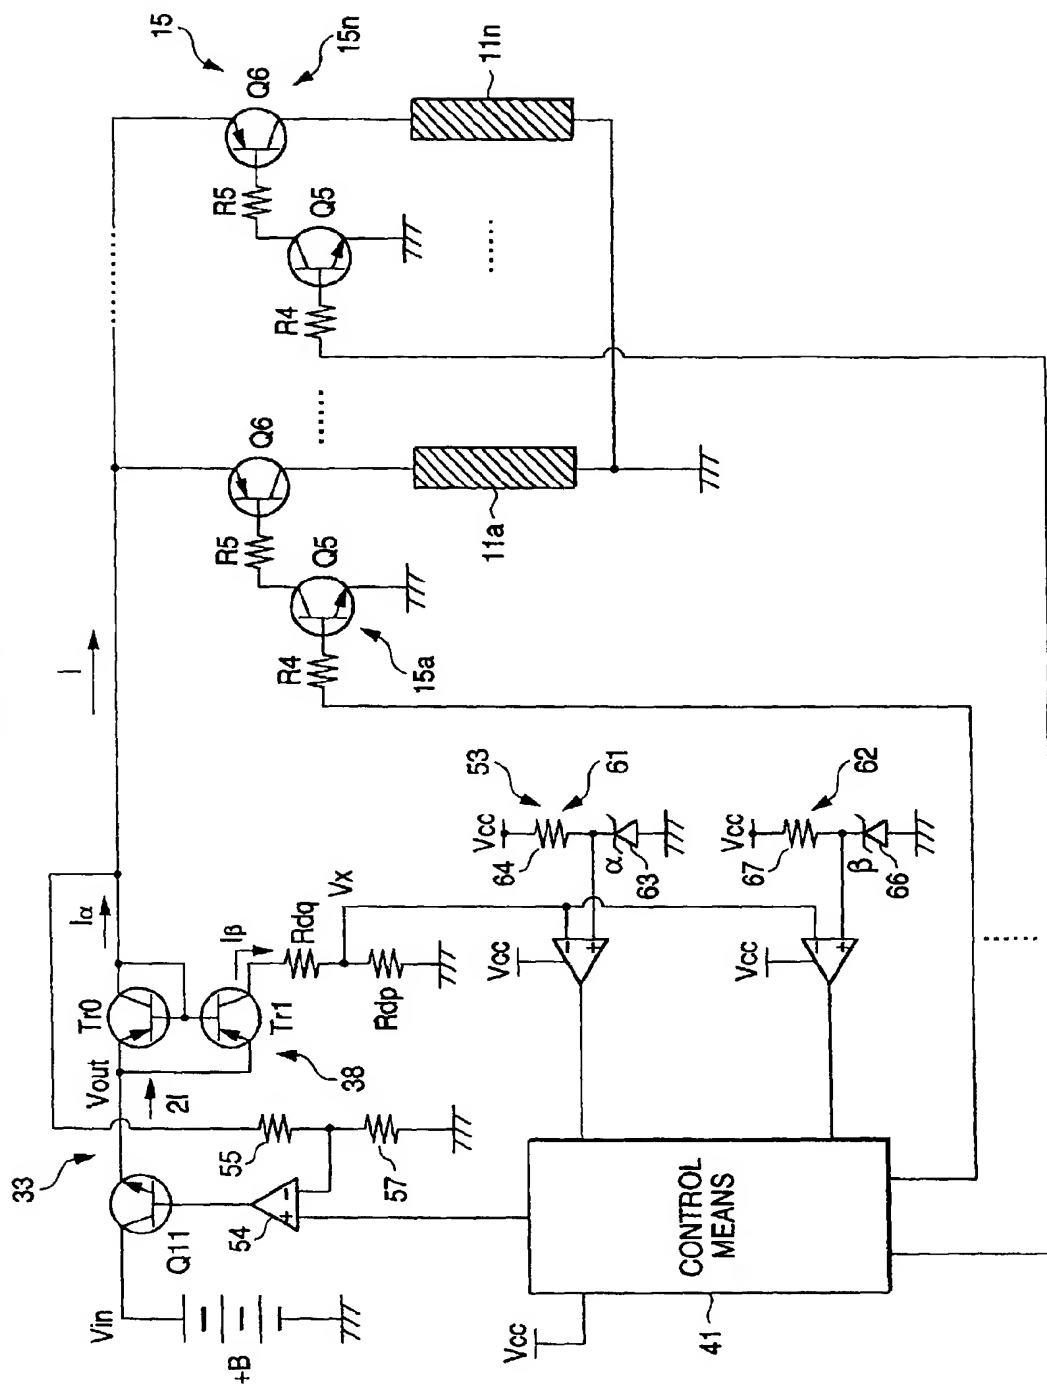 15
15n
Q6
R5
Q5
R4
11n
Q6
R5
Q5
R4
15a
11a
I
Iα
Iβ
Tr0
Tr1
38
Vout
2I
33
Q11
Vin
+B
54
55
57
Rdq
Rdp
Vx
Vcc
53
61
64
α
63
Vcc
Vcc
62
67
β
66
Vcc
-
+
-
+
-
+
CONTROL
MEANS
41
Vcc